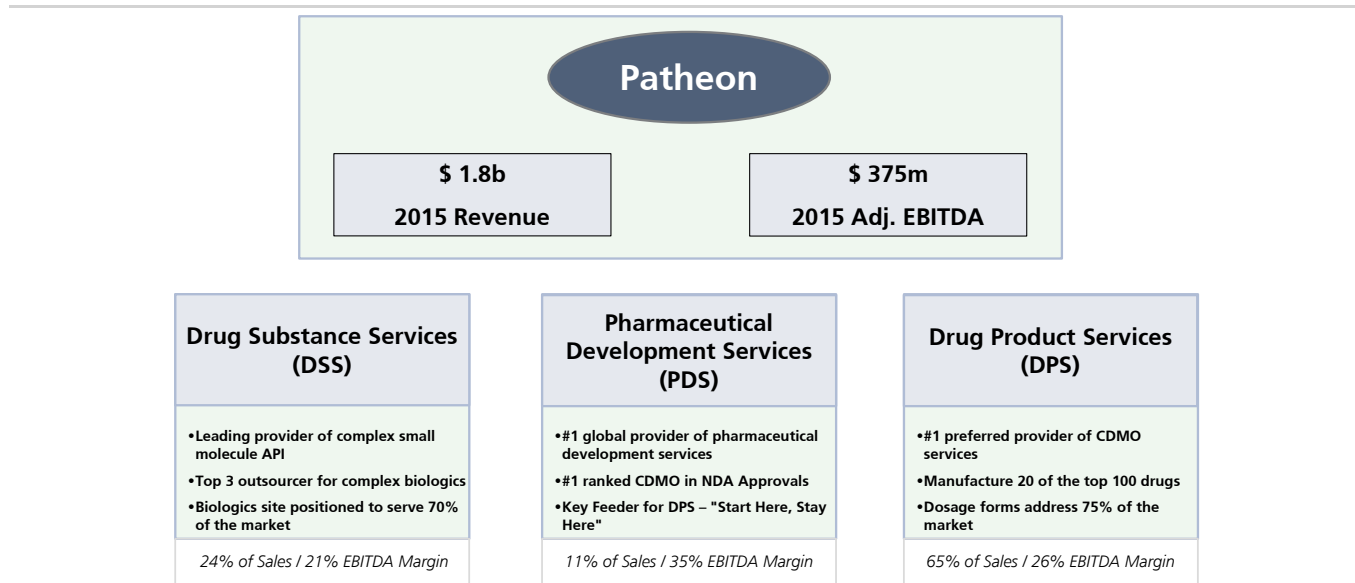 Patheon
$ 1.8b
2015 Revenue
$ 375m
2015 Adj. EBITDA
Drug Substance Services
(DSS)
•Leading provider of complex small
molecule API
•Top 3 outsourcer for complex biologics
•Biologics site positioned to serve 70%
of the market
24% of Sales / 21% EBITDA Margin
Pharmaceutical
Development Services
(PDS)
•#1 global provider of pharmaceutical
development services
•#1 ranked CDMO in NDA Approvals
•Key Feeder for DPS – "Start Here, Stay
Here"
11% of Sales / 35% EBITDA Margin
Drug Product Services
(DPS)
•#1 preferred provider of CDMO
services
•Manufacture 20 of the top 100 drugs
•Dosage forms address 75% of the
market
65% of Sales / 26% EBITDA Margin